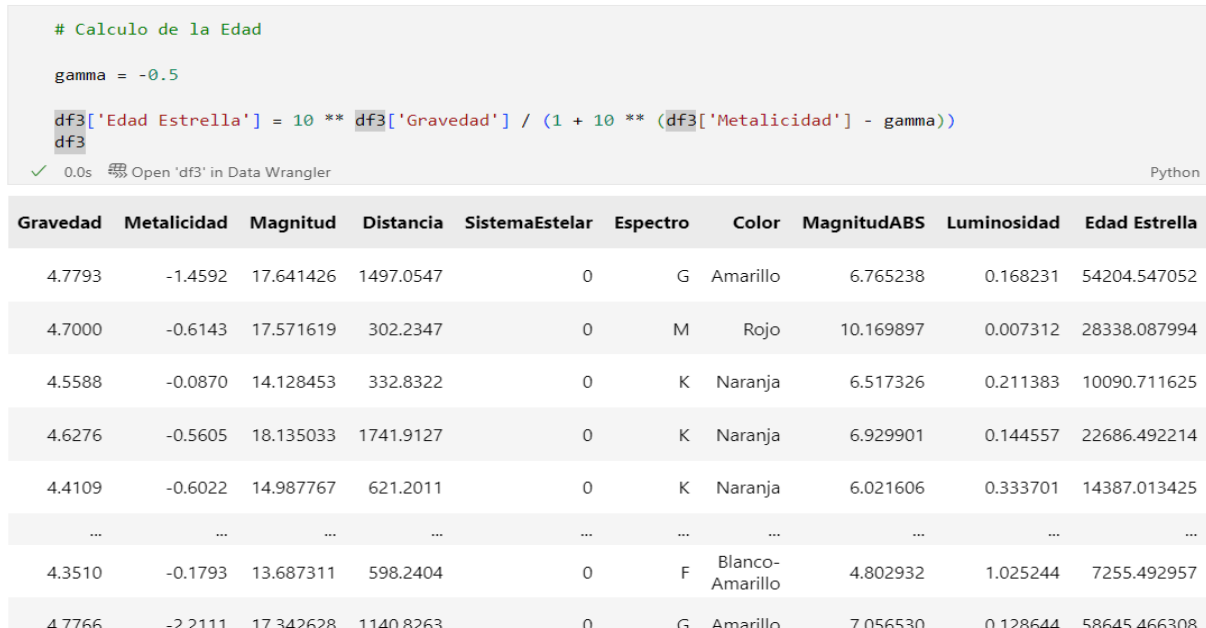 # Calculo de la Edad
gamma = -0.5
df3['Edad Estrella'] = 10 ** df3['Gravedad'] / (1 + 10 ** (df3['Metalicidad'] - gamma))
df3
0.0s Open 'df3' in Data Wrangler Python
Gravedad Metalicidad Magnitud Distancia SistemaEstelar Espectro Color MagnitudABS Luminosidad Edad Estrella
4.7793 -1.4592 17.641426 1497.0547 0 G Amarillo 6.765238 0.168231 54204.547052
4.7000 -0.6143 17.571619 302.2347 0 M Rojo 10.169897 0.007312 28338.087994
4.5588 -0.0870 14.128453 332.8322 0 K Naranja 6.517326 0.211383 10090.711625
4.6276 -0.5605 18.135033 1741.9127 0 K Naranja 6.929901 0.144557 22686.492214
4.4109 -0.6022 14.987767 621.2011 0 K Naranja 6.021606 0.333701 14387.013425
... ... ... ... ... ... ... ... ... ...
4.3510 -0.1793 13.687311 598.2404 0 F Blanco-Amarillo 4.802932 1.025244 7255.492957
4.7766 -2.2111 17.342628 1140.8263 0 G Amarillo 7.056530 0.128644 58645.466308